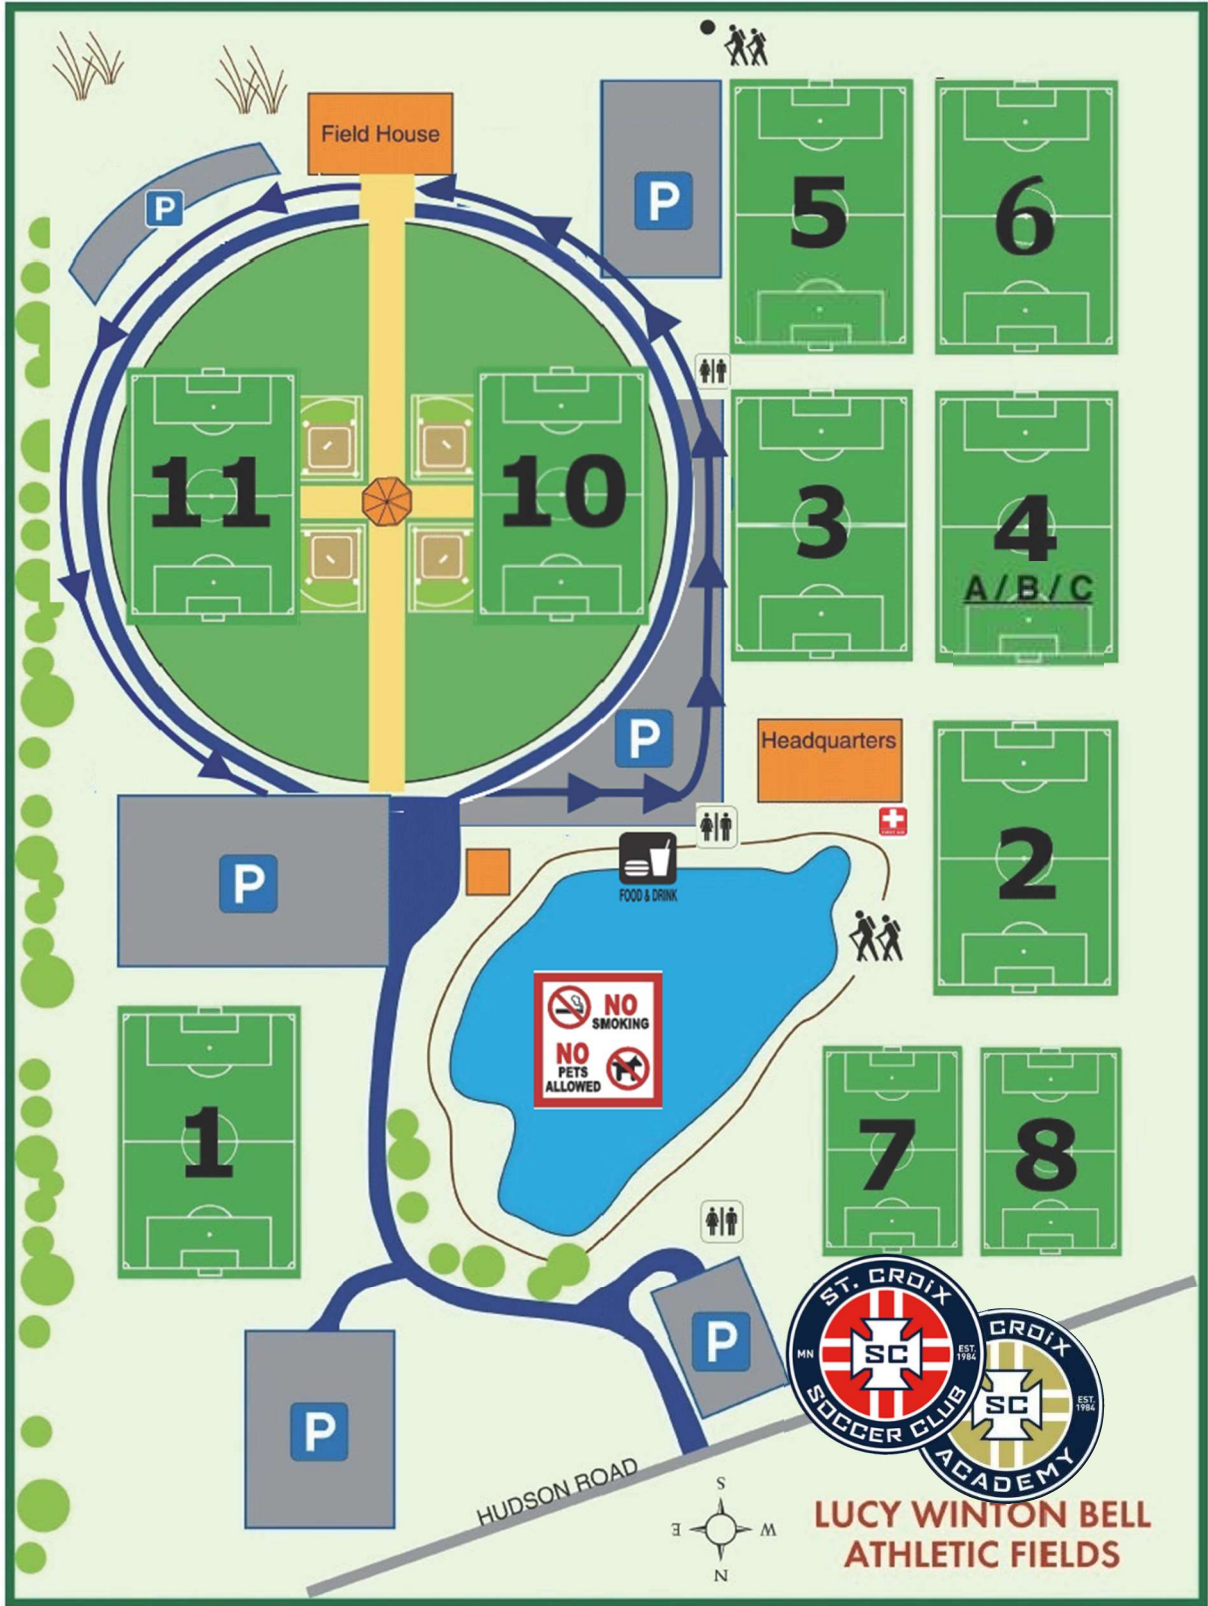 Field House
P
P
5
6
11
10
3
4
A / B / C
P
Headquarters
FIRST AID
2
P
FOOD & DRINK
NO
SMOKING
NO
PETS
ALLOWED
1
7
8
P
P
ST. CROIX
MN
SC
EST.
1984
SOCCER CLUB
CROIX
SC
EST.
1984
ACADEMY
HUDSON ROAD
S
E
W
N
LUCY WINTON BELL
ATHLETIC FIELDS